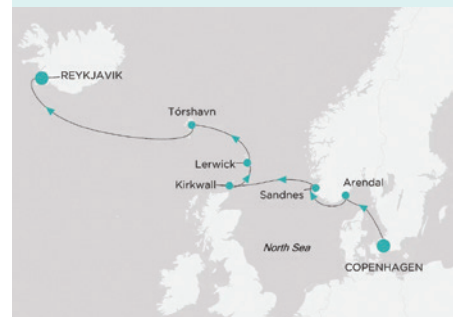 REYKJAVIK
Tórshavn
Lerwick
Kirkwall
Arendal
Sandnes
North Sea
COPENHAGEN